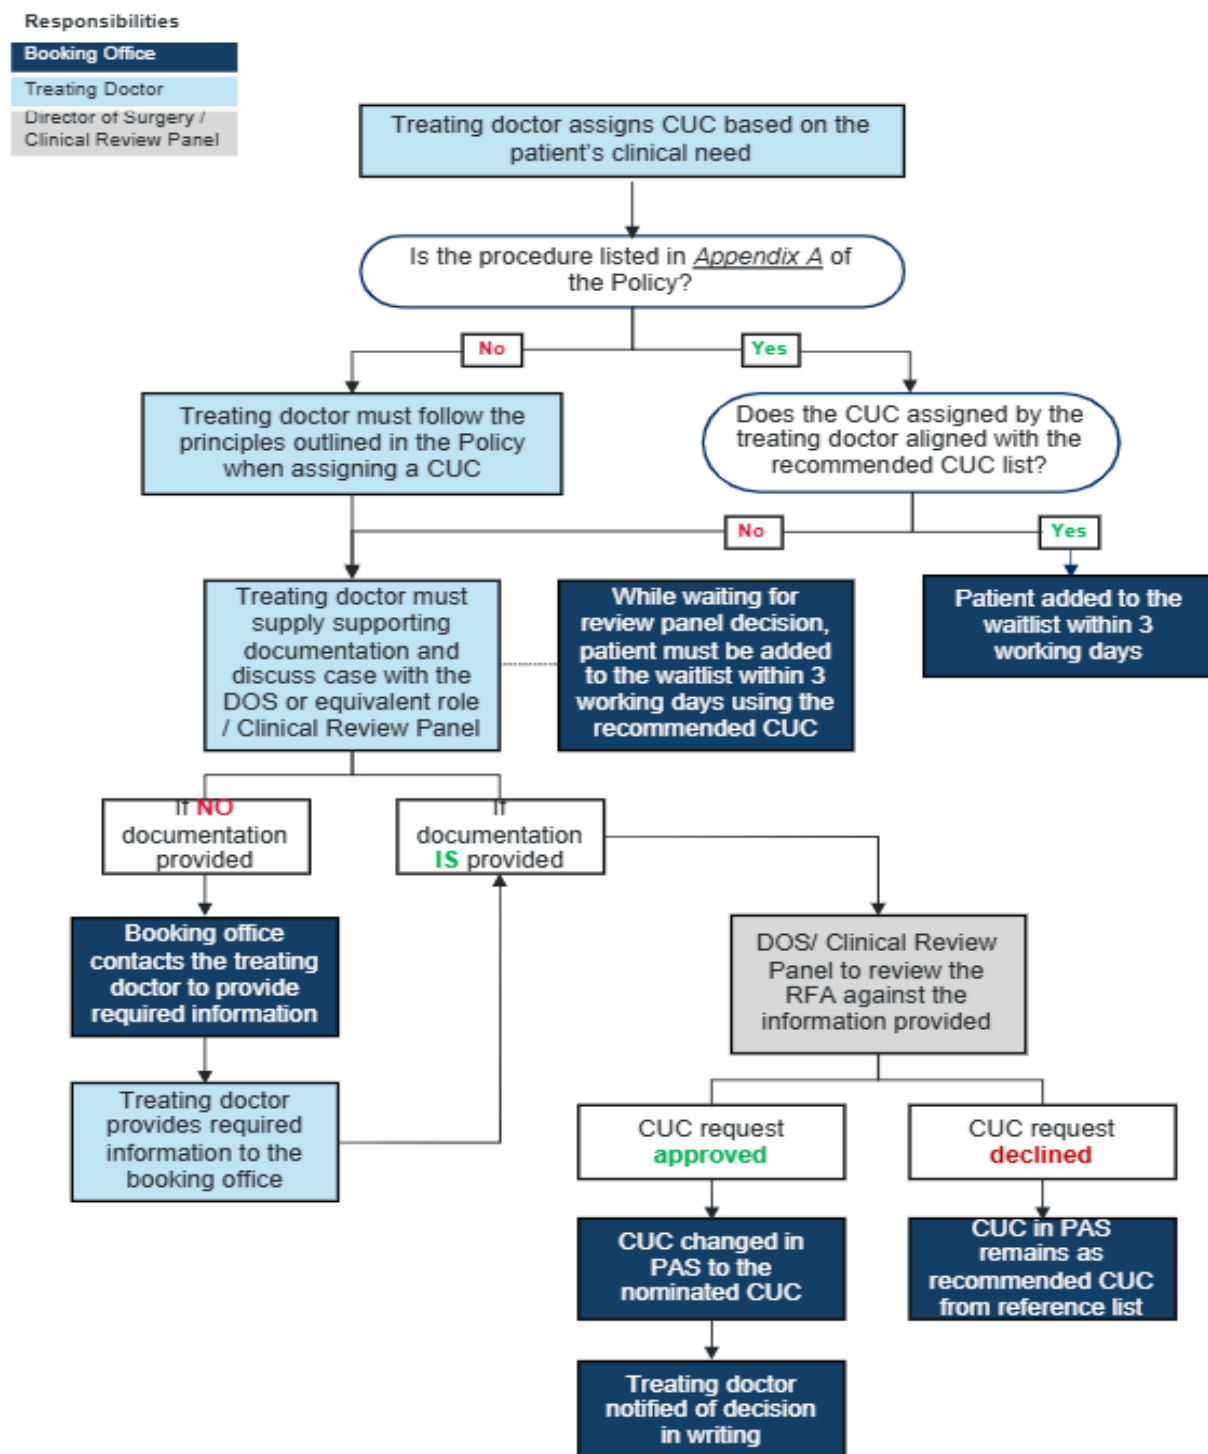 Responsibilities
Booking Office
Treating Doctor
Director of Surgery /
Clinical Review Panel
Treating doctor assigns CUC based on the
patient's clinical need
Is the procedure listed in Appendix A of
the Policy?
No
Yes
Treating doctor must follow the
principles outlined in the Policy
when assigning a CUC
Does the CUC assigned by the
treating doctor aligned with the
recommended CUC list?
No
Yes
Treating doctor must
supply supporting
documentation and
discuss case with the
DOS or equivalent role
/ Clinical Review Panel
While waiting for
review panel decision,
patient must be added
to the waitlist within 3
working days using the
recommended CUC
Patient added to the
waitlist within 3
working days
If NO
documentation
provided
If
documentation
IS provided
Booking office
contacts the treating
doctor to provide
required information
DOS/ Clinical Review
Panel to review the
RFA against the
information provided
Treating doctor
provides required
information to the
booking office
CUC request
approved
CUC request
declined
CUC changed in
PAS to the
nominated CUC
CUC in PAS
remains as
recommended CUC
from reference list
Treating doctor
notified of decision
in writing